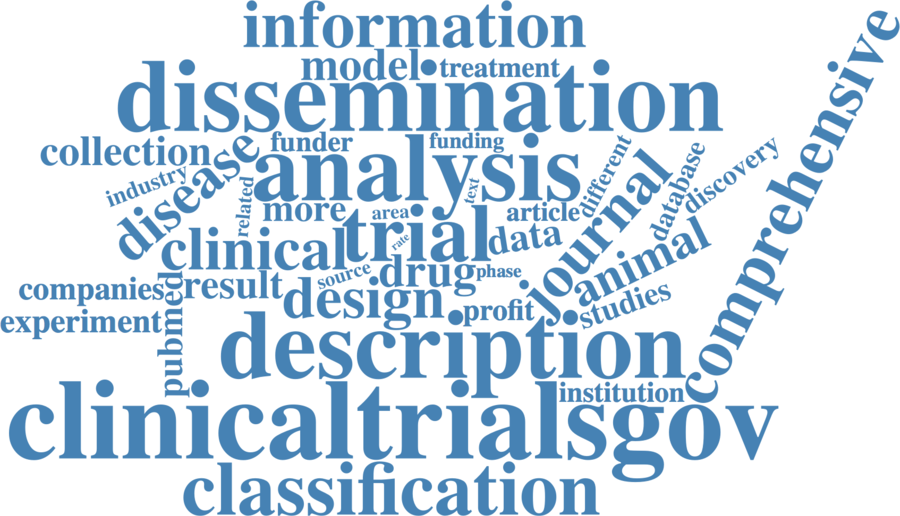 information
model
treatment
dissemination
comprehensive
collection
funder
funding
disease
analysis
different
industry
related
text
database
discovery
more
area
article
journal
clinical
trial
rate
data
animal
source
drug
phase
companies
pubmed
result
design
profit
studies
experiment
description
institution
clinicaltrialsgov
classification